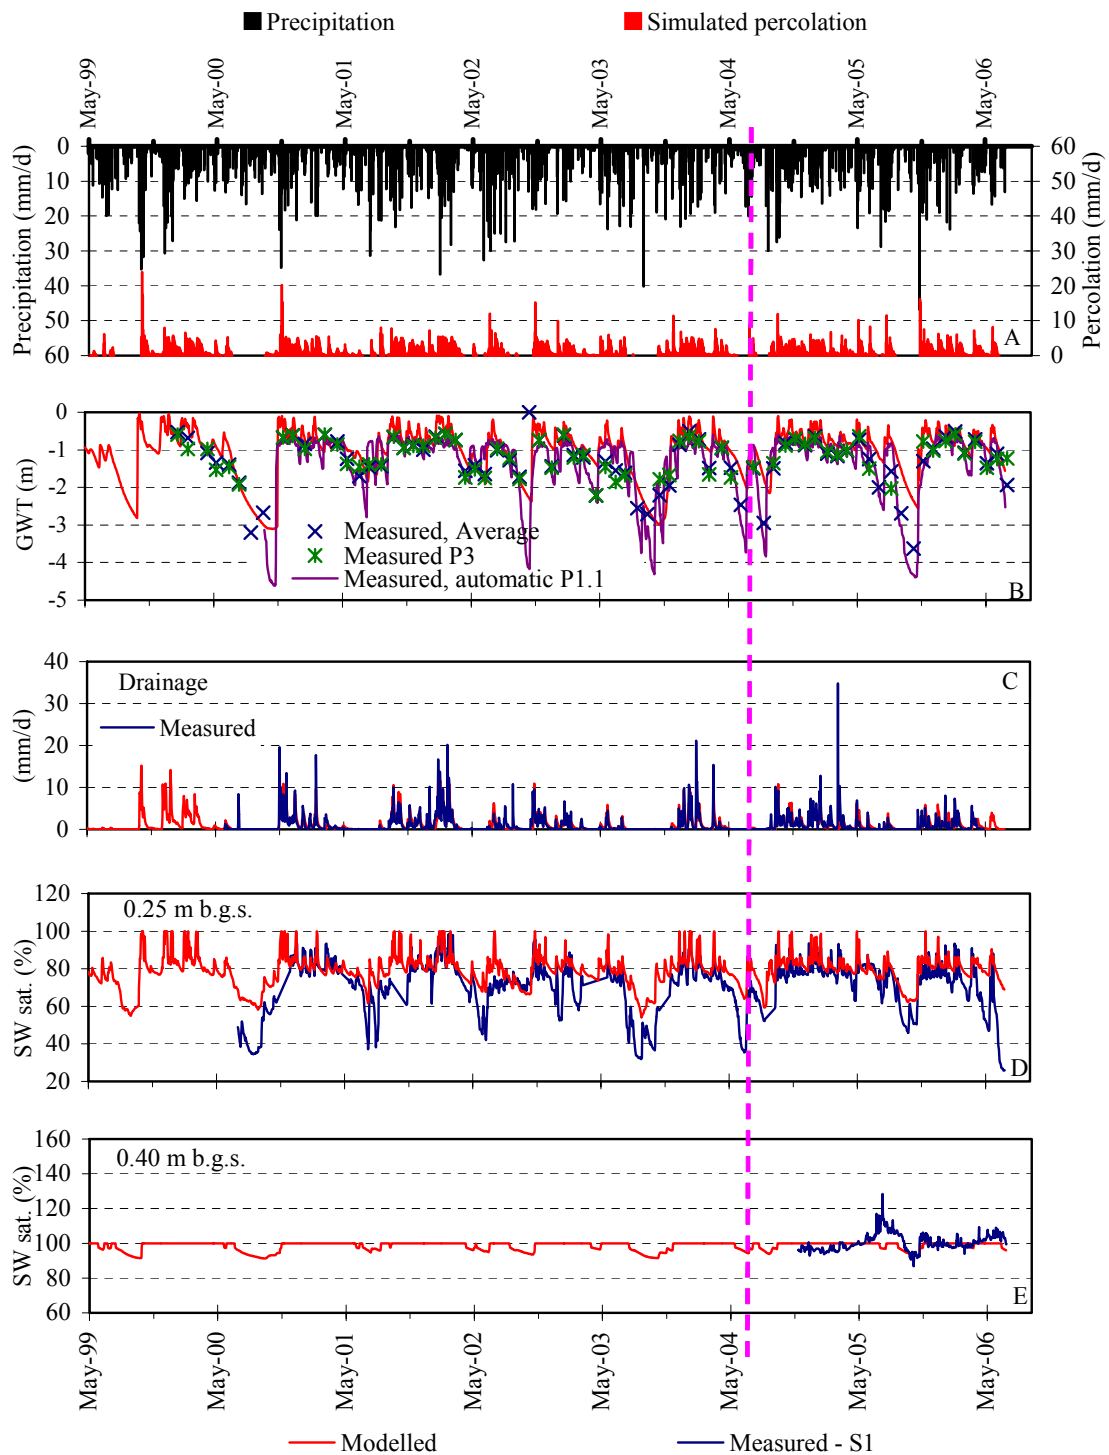 Precipitation Simulated percolation
May-99 May-00 May-01 May-02 May-03 May-04 May-05 May-06
Precipitation (mm/d)
0
10
20
30
40
50
60
Percolation (mm/d)
60
50
40
30
20
10
0
A
GWT (m)
0
-1
-2
-3
-4
-5
Measured, Average
Measured P3
Measured, automatic P1.1
B
(mm/d)
40
30
20
10
0
Drainage
Measured
C
SW sat. (%)
120
100
80
60
40
20
0.25 m b.g.s.
D
SW sat. (%)
160
140
120
100
80
60
0.40 m b.g.s.
E
May-99 May-00 May-01 May-02 May-03 May-04 May-05 May-06
Modelled Measured - S1